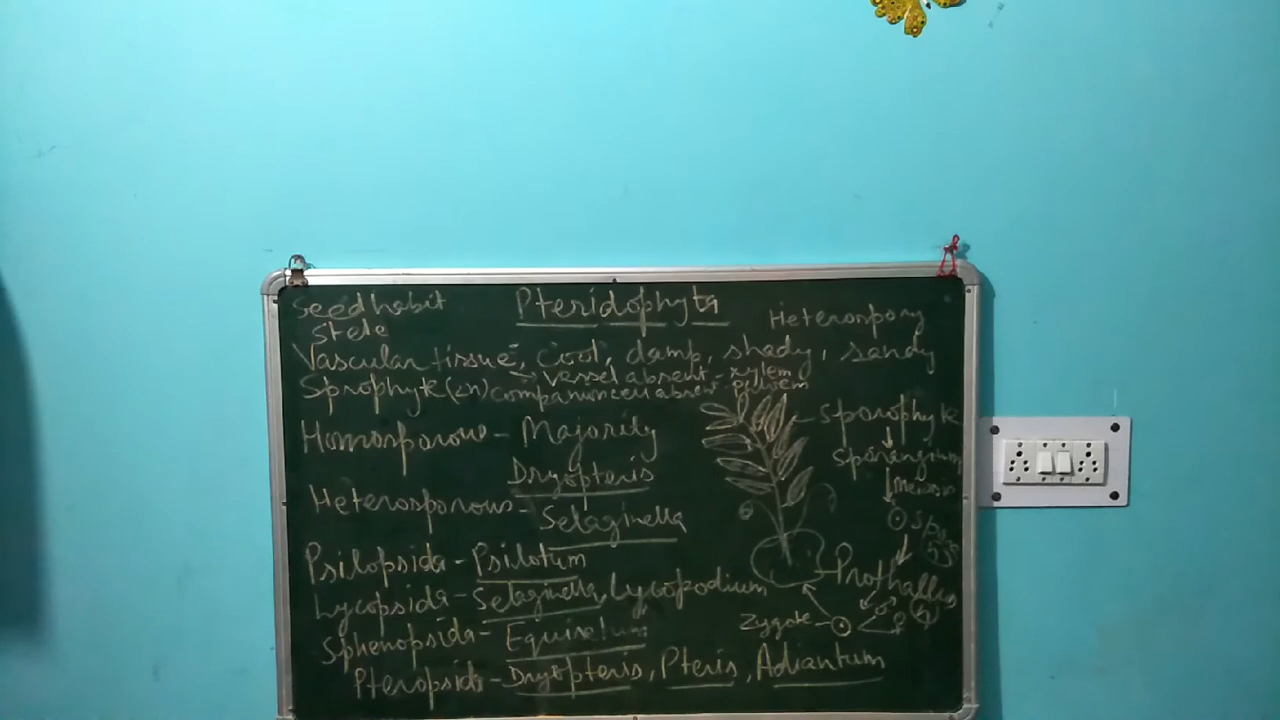 Seed habit
Pteridophyta
Heterospory
Stele
Vascular tissue, cool, damp, shady, sandy
vessel absent - xylem
Sprophyte(2n) companion cell absent - phloem
Sporophyte
Homosporous - Majority
Sporangium
Dryopteris
Meiosis
Heterosporous - Selaginella
Psilopsida - Psilotum
Prothallus
Lycopsida - Selaginella, Lycopodium
Zygote
♂
♀
Sphenopsida - Equisetum
Pteropsida - Dryopteris, Pteris, Adiantum